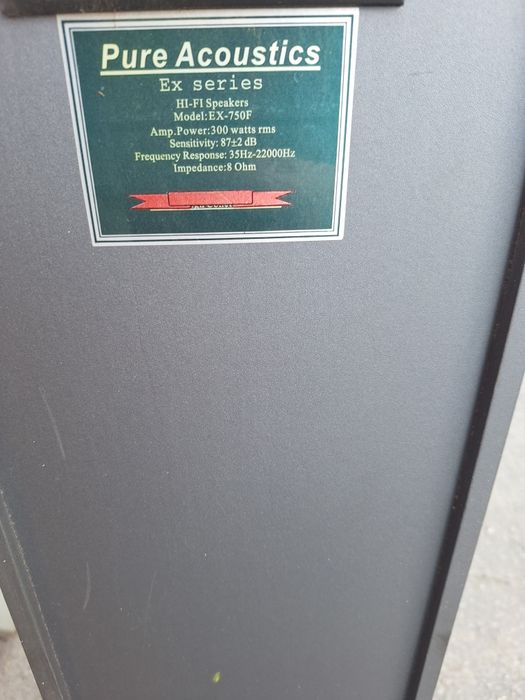 Pure Acoustics
Ex series
HI-FI Speakers
Model:EX-750F
Amp.Power:300 watts rms
Sensitivity: 87±2 dB
Frequency Response: 35Hz-22000Hz
Impedance:8 Ohm